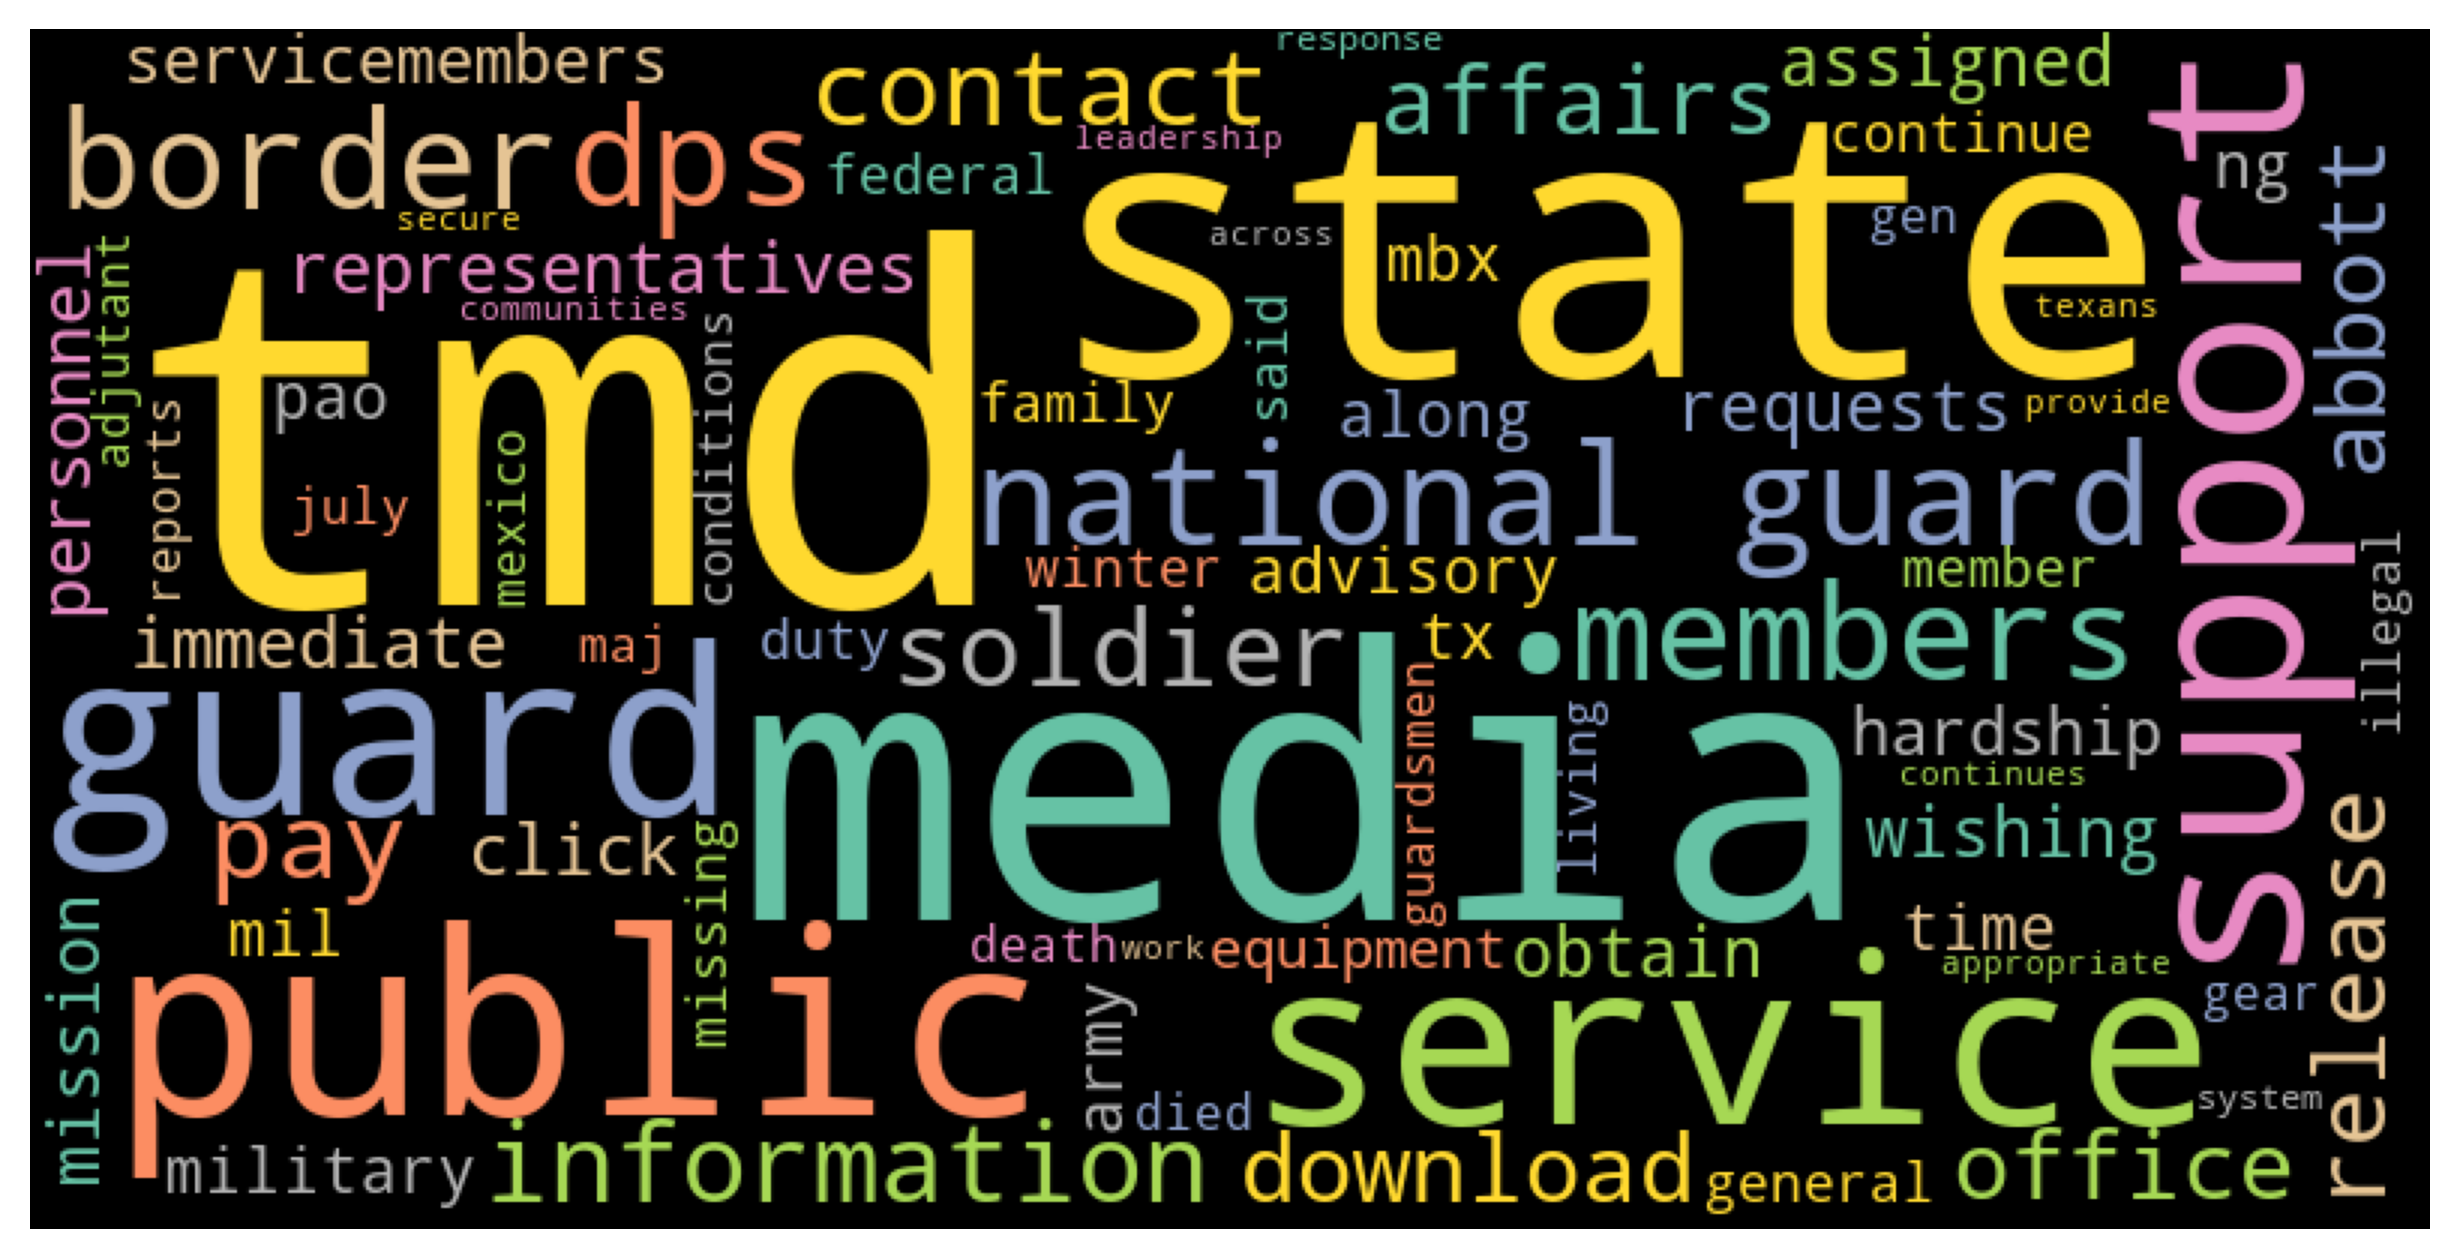 servicemembers
response
contact
affairs
assigned
support
border
dps
leadership
continue
ng
abbott
federal
state
secure
across
gen
personnel
adjutant
representatives
mbx
communities
texans
tmd
conditions
said
pao
family
along
requests
provide
reports
july
mexico
national
guard
winter
advisory
member
illegal
immediate
maj
duty
soldier
tx
members
guard
media
guardsmen
living
hardship
continues
pay
click
missing
wishing
release
mission
mil
public
death
work
equipment
obtain
time
appropriate
army
service
gear
died
system
military
information
download
general
office